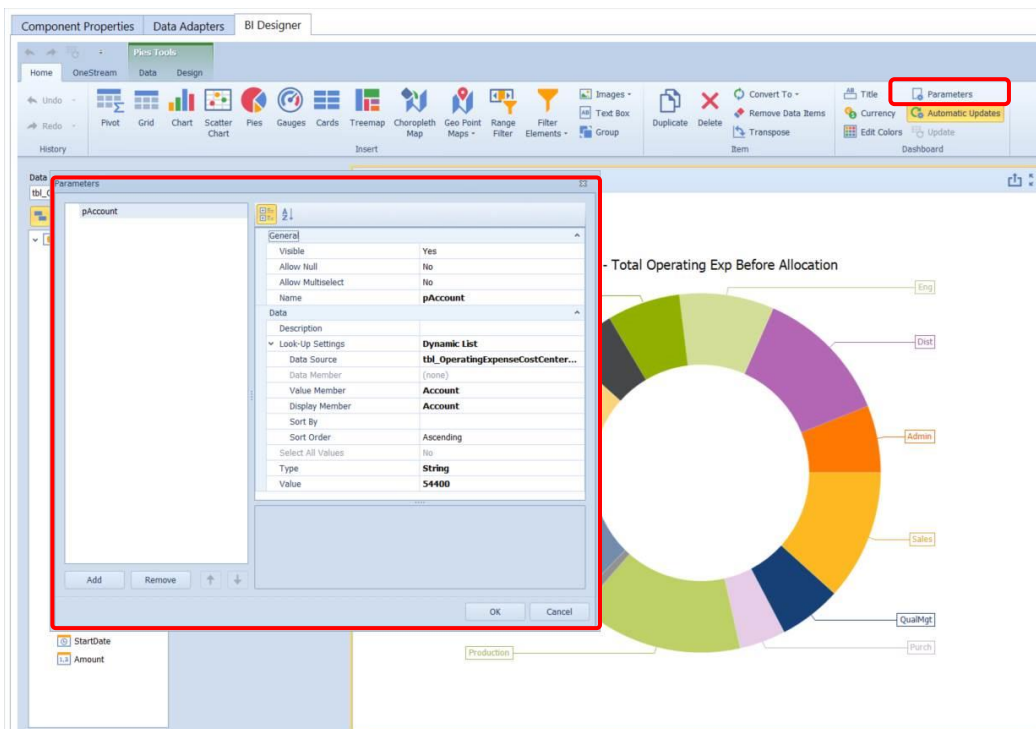 Component Properties Data Adapters BI Designer
Pies Tools
Home OneStream Data Design
Undo
Redo
History
Pivot Grid Chart Scatter Chart Pies Gauges Cards Treemap Choropleth Map Geo Point Maps Range Filter Filter Elements
Images
Text Box
Group
Insert
Duplicate Delete
Convert To
Remove Data Items
Transpose
Item
Title Parameters
Currency Automatic Updates
Edit Colors Update
Dashboard
Data
Parameters
pAccount
General
Visible Yes
Allow Null No
Allow Multiselect No
Name pAccount
Data
Description
Look-Up Settings Dynamic List
Data Source tbl_OperatingExpenseCostCenter...
Data Member (none)
Value Member Account
Display Member Account
Sort By
Sort Order Ascending
Select All Values No
Type String
Value 54400
Add Remove
OK Cancel
StartDate
1.2 Amount
- Total Operating Exp Before Allocation
Eng
Dist
Admin
Sales
QualMgt
Purch
Production